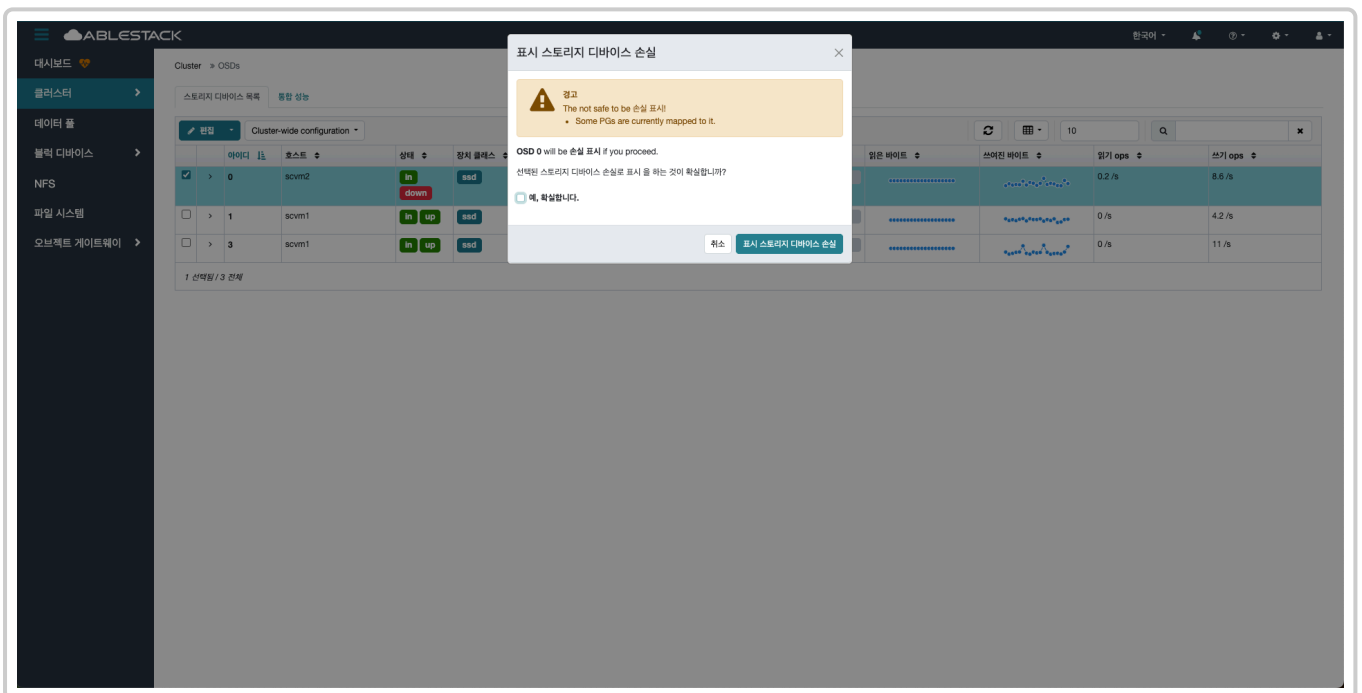 ABLESTACK
한국어
대시보드
클러스터
데이터 풀
블럭 디바이스
NFS
파일 시스템
오브젝트 게이트웨이
Cluster » OSDs
스토리지 디바이스 목록 통합 성능
편집 Cluster-wide configuration 10
아이디 호스트 상태 장치 클래스 읽은 바이트 쓰여진 바이트 읽기 ops 쓰기 ops
0 scvm2 in down ssd 0.2 /s 8.6 /s
1 scvm1 in up ssd 0 /s 4.2 /s
3 scvm1 in up ssd 0 /s 11 /s
1 선택됨 / 3 전체
표시 스토리지 디바이스 손실
경고
The not safe to be 손실 표시!
Some PGs are currently mapped to it.
OSD 0 will be 손실 표시 if you proceed.
선택된 스토리지 디바이스 손실로 표시 을 하는 것이 확실합니까?
예, 확실합니다.
취소 표시 스토리지 디바이스 손실